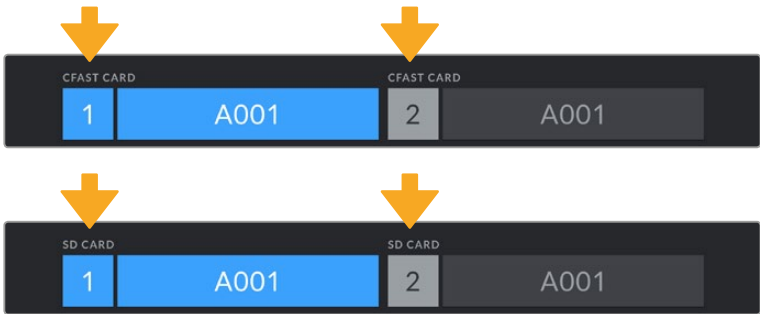 CFAST CARD CFAST CARD
1 A001 2 A001
SD CARD SD CARD
1 A001 2 A001